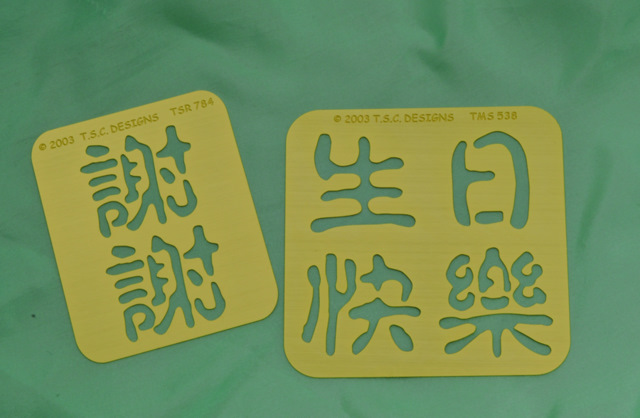 © 2003 T.S.C. DESIGNS TSR 784
謝
謝
© 2003 T.S.C. DESIGNS TMS 538
生日
快樂